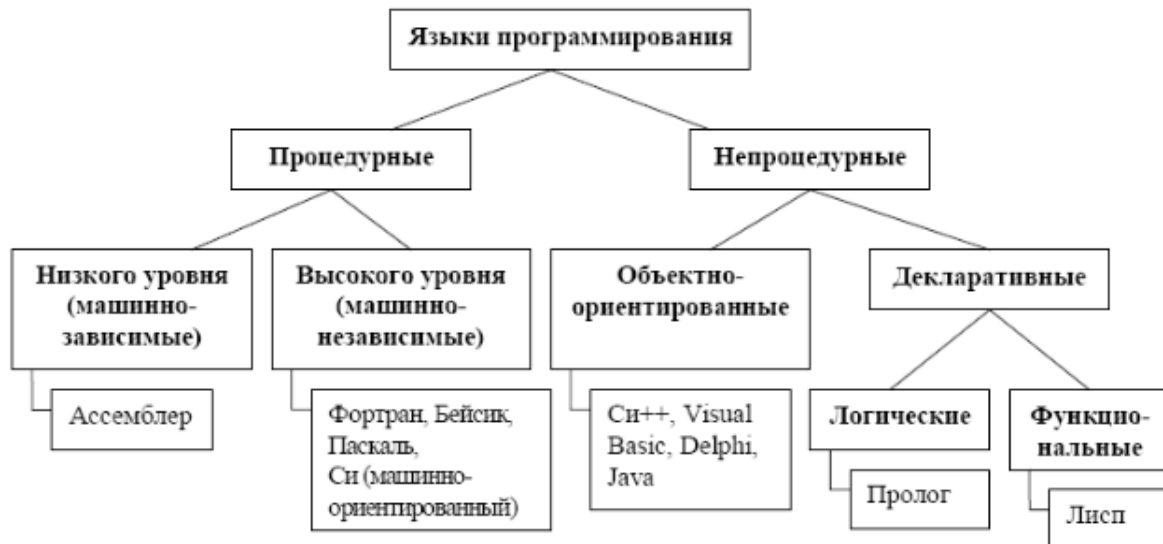 Языки программирования
Процедурные
Непроцедурные
Низкого уровня
(машинно-
зависимые)
Ассемблер
Высокого уровня
(машинно-
независимые)
Фортран, Бейсик,
Паскаль,
Си (машинно-
ориентированный)
Объектно-
ориентированные
Си++, Visual
Basic, Delphi,
Java
Декларативные
Логические
Пролог
Функцио-
нальные
Лисп